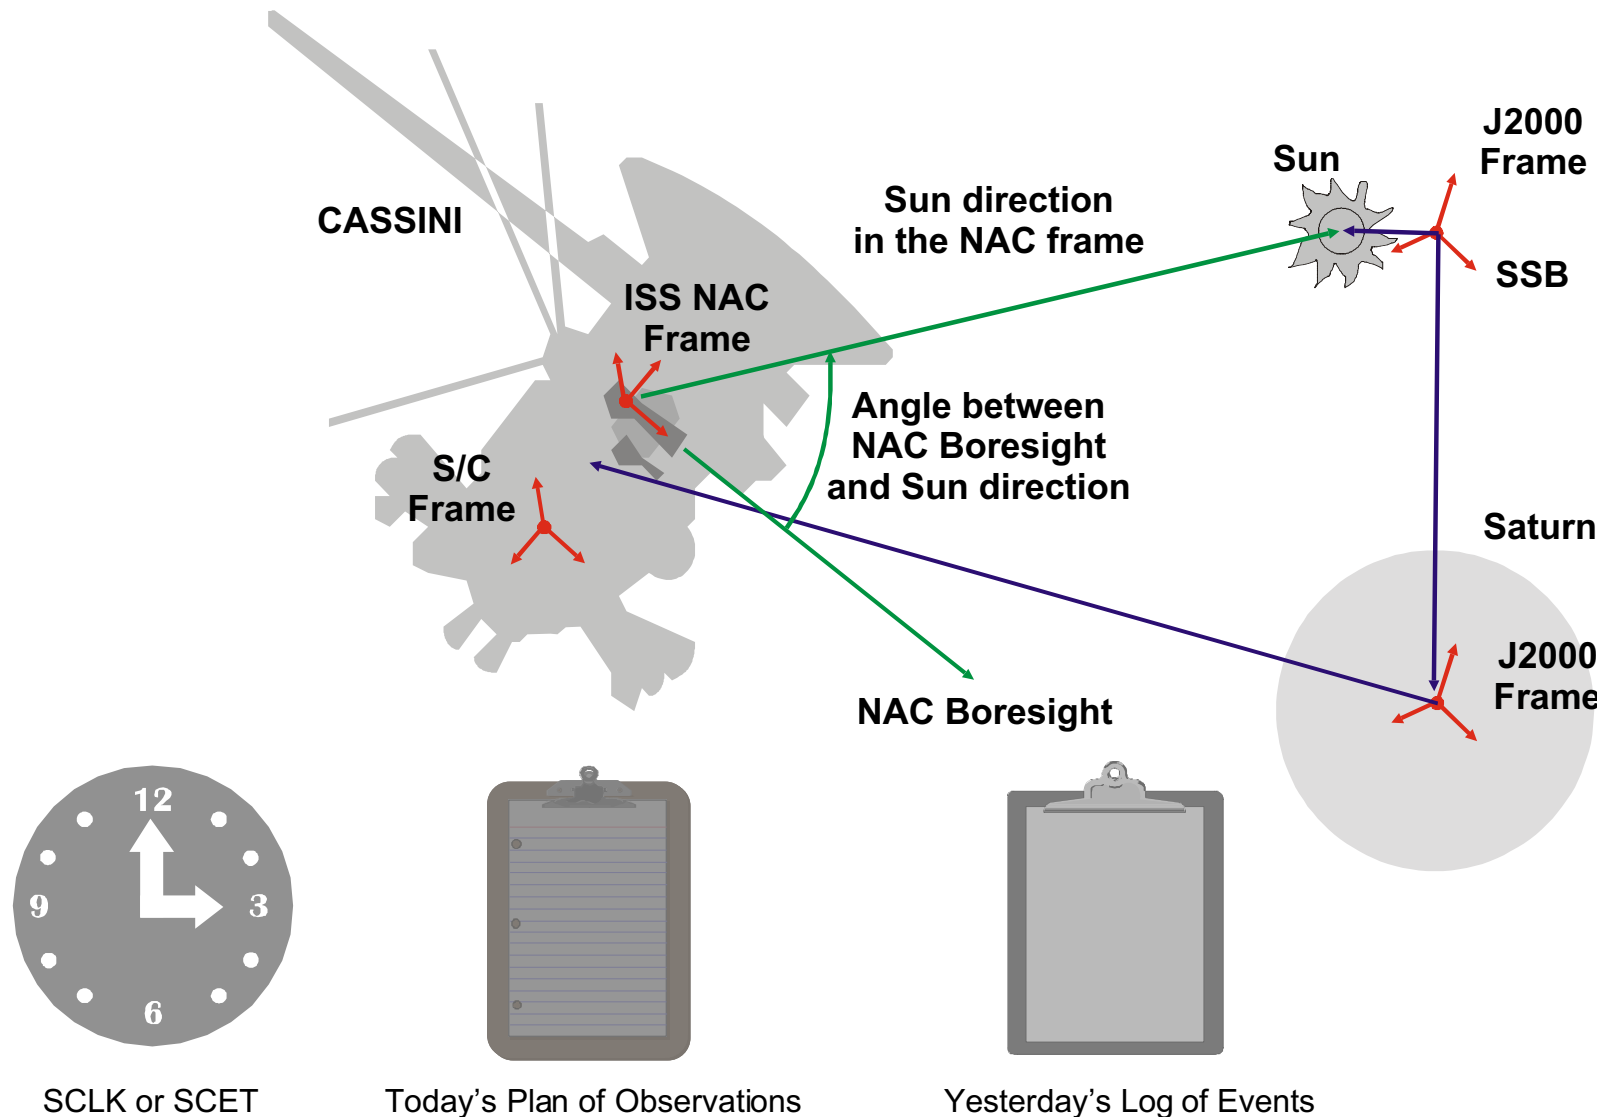 J2000
Frame
Sun
Sun direction
in the NAC frame
CASSINI
SSB
ISS NAC
Frame
Angle between
NAC Boresight
and Sun direction
S/C
Frame
Saturn
J2000
Frame
NAC Boresight
12
9
3
6
SCLK or SCET
Today's Plan of Observations
Yesterday's Log of Events